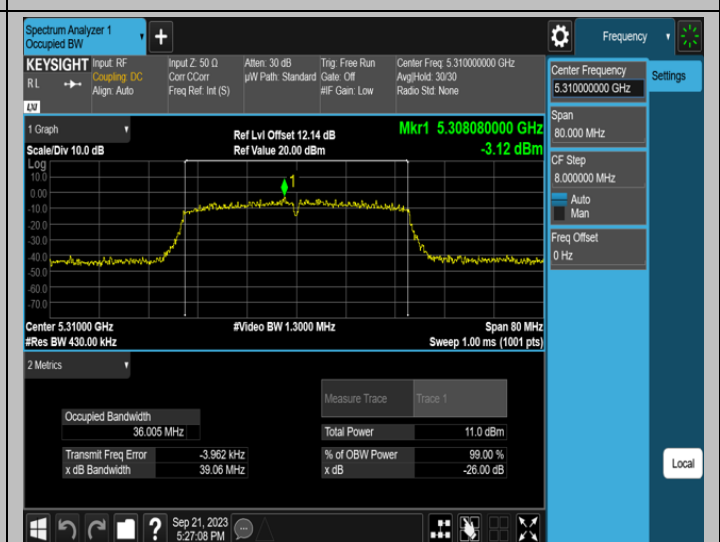 Spectrum Analyzer 1
Occupied BW
Frequency
KEYSIGHT
RL
LXI
Input: RF
Coupling: DC
Align: Auto
Input Z: 50 Ω
Corr CCorr
Freq Ref: Int (S)
Atten: 30 dB
µW Path: Standard
Trig: Free Run
Gate: Off
#IF Gain: Low
Center Freq: 5.310000000 GHz
Avg|Hold: 30/30
Radio Std: None
Center Frequency
5.310000000 GHz
Settings
Span
80.000 MHz
CF Step
8.000000 MHz
Auto
Man
Freq Offset
0 Hz
Local
1 Graph
Scale/Div 10.0 dB
Ref Lvl Offset 12.14 dB
Ref Value 20.00 dBm
Mkr1 5.308080000 GHz
-3.12 dBm
Log
10.0
0.00
-10.0
-20.0
-30.0
-40.0
-50.0
-60.0
-70.0
1
Center 5.31000 GHz
#Res BW 430.00 kHz
#Video BW 1.3000 MHz
Span 80 MHz
Sweep 1.00 ms (1001 pts)
2 Metrics
Measure Trace Trace 1
Occupied Bandwidth
36.005 MHz
Total Power 11.0 dBm
Transmit Freq Error -3.962 kHz
% of OBW Power 99.00 %
x dB Bandwidth 39.06 MHz
x dB -26.00 dB
Sep 21, 2023
5:27:08 PM